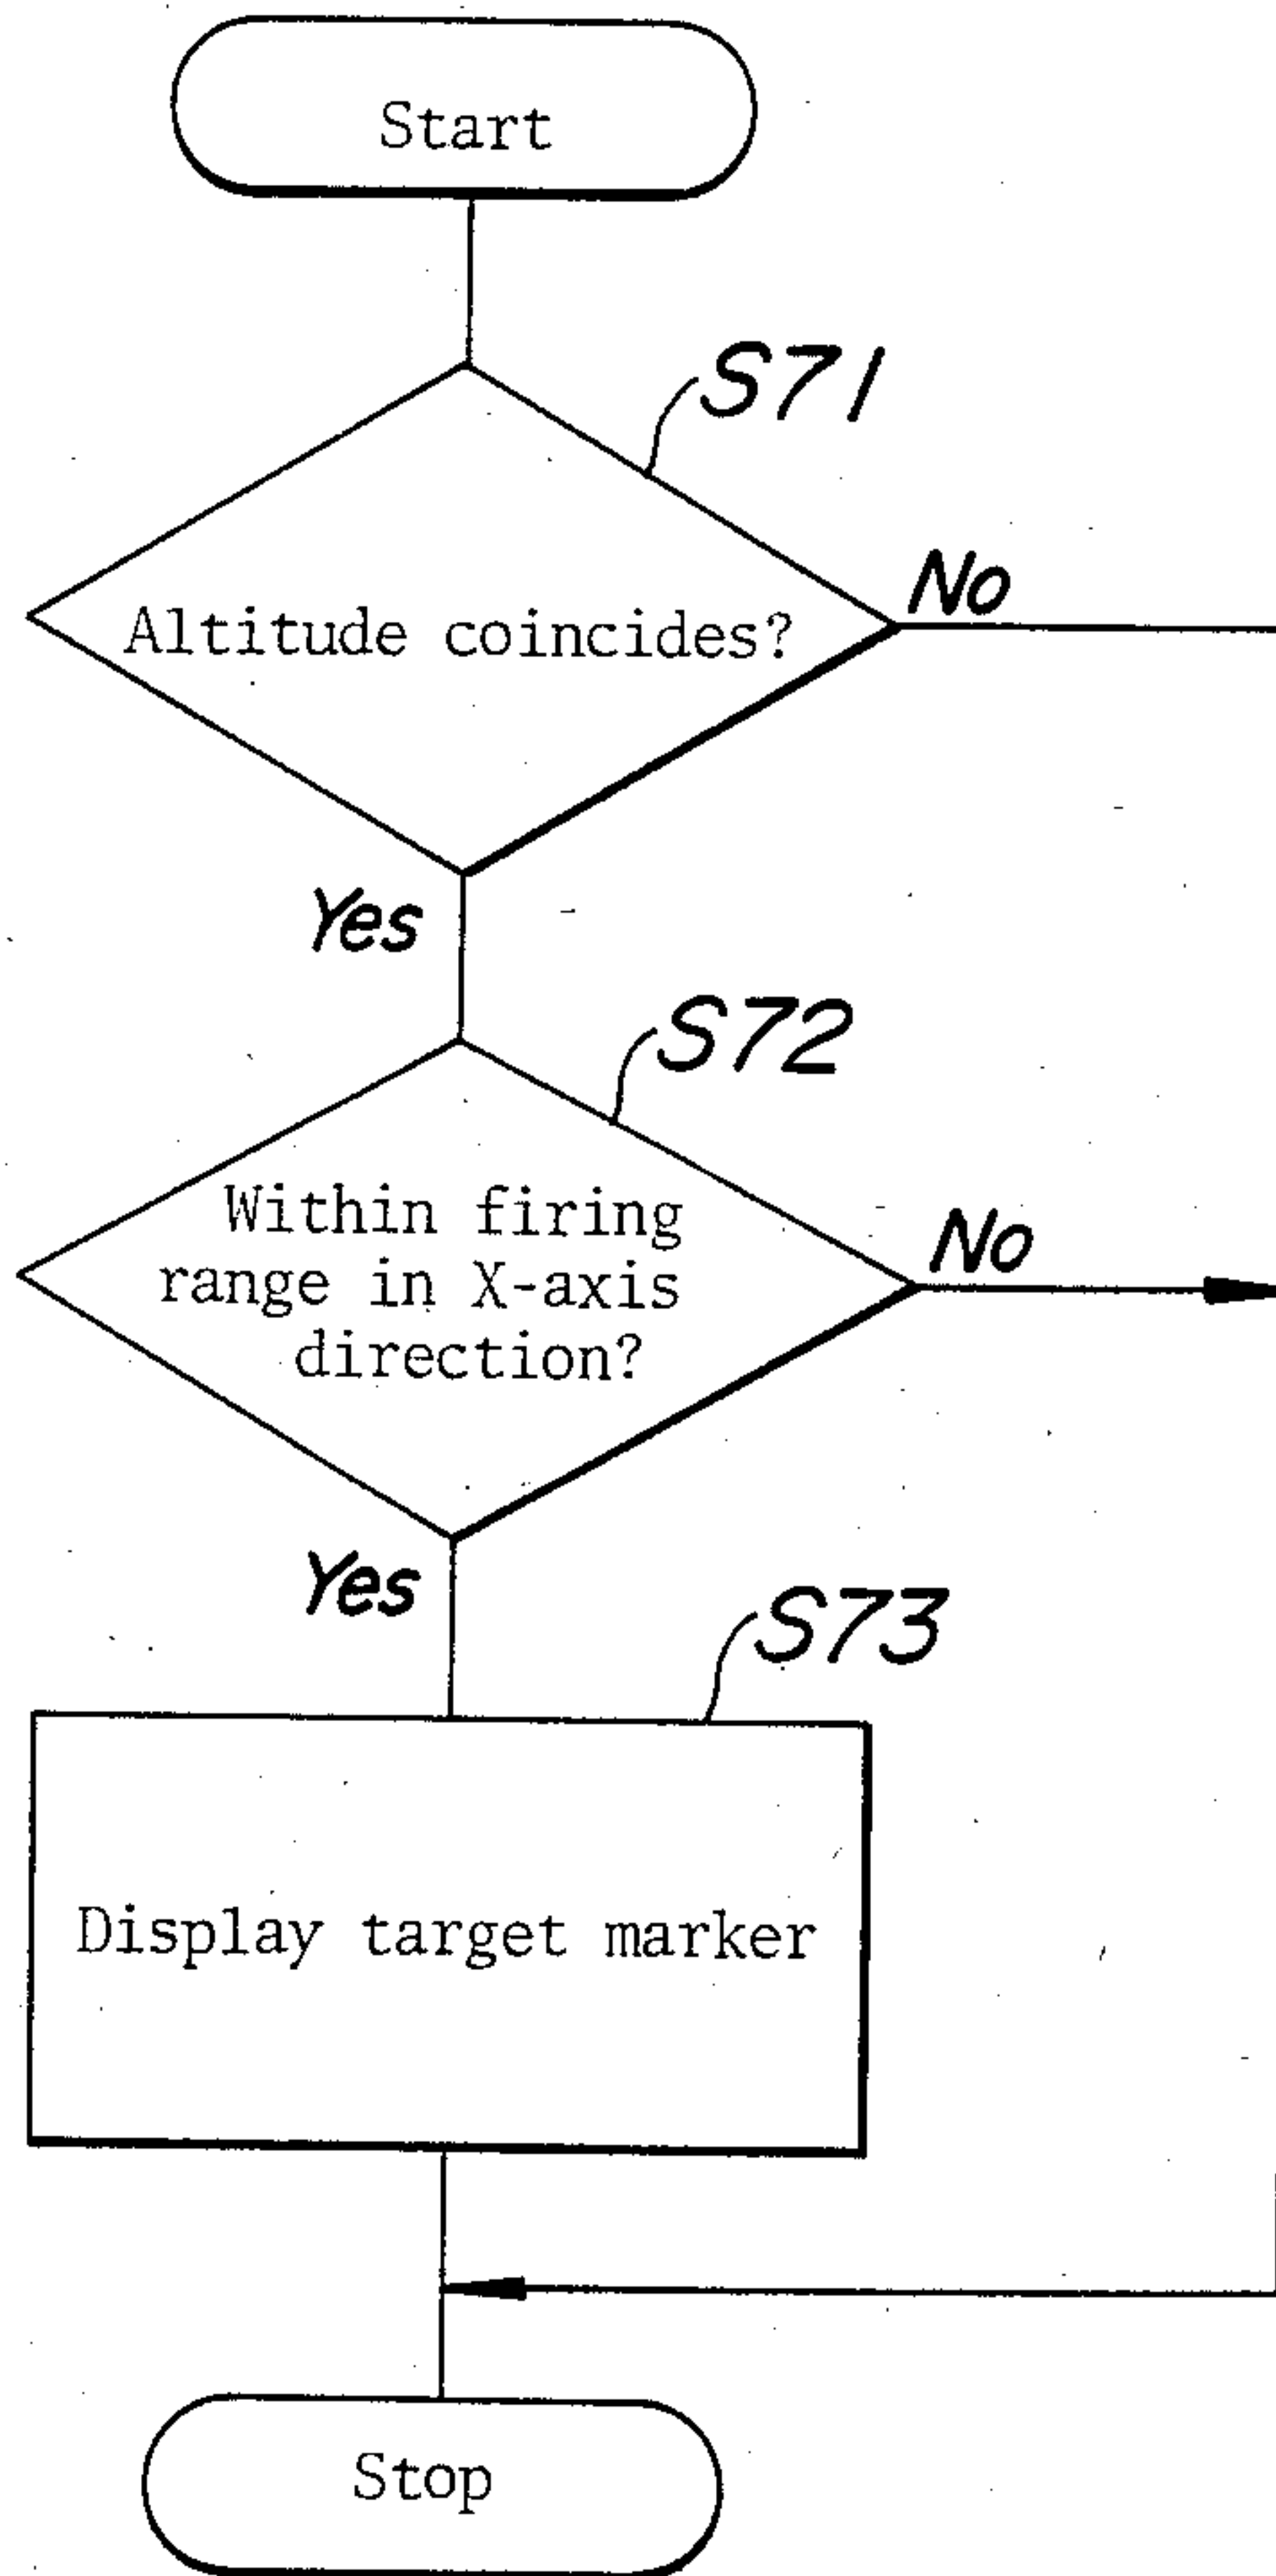 Start
S71
Altitude coincides?
No
Yes
S72
Within firing
range in X-axis
direction?
No
Yes
S73
Display target marker
Stop